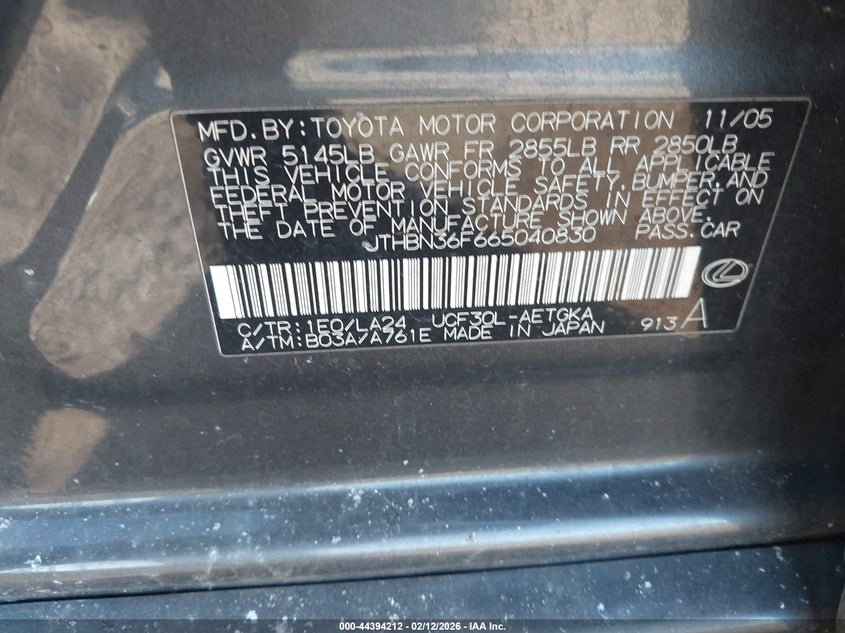 MFD. BY: TOYOTA MOTOR CORPORATION 11/05
GVWR 5145LB GAWR FR 2855LB RR 2850LB
THIS VEHICLE CONFORMS TO ALL APPLICABLE
FEDERAL MOTOR VEHICLE SAFETY, BUMPER, AND
THEFT PREVENTION STANDARDS IN EFFECT ON
THE DATE OF MANUFACTURE SHOWN ABOVE.
JTHBN36F665040830 PASS.CAR
C/TR: 1E0/LA24 UCF30L-AETGKA
A/TM: B03A/A761E MADE IN JAPAN 913 A
000-44394212 - 02/12/2026 - IAA Inc.